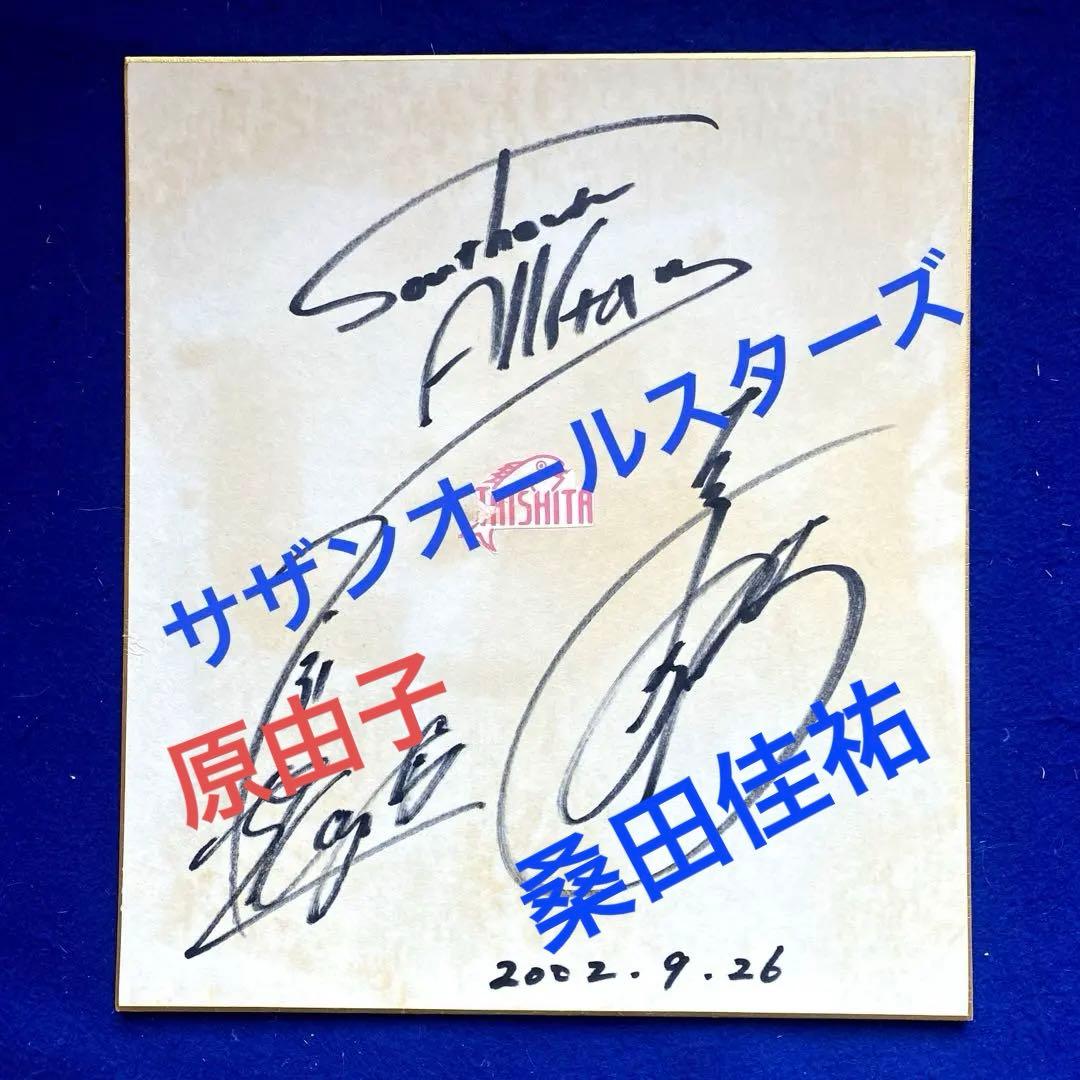 Southern
All Stars
サザンオールスターズ
TAISHITA
原由子
桑田佳祐
2002.9.26